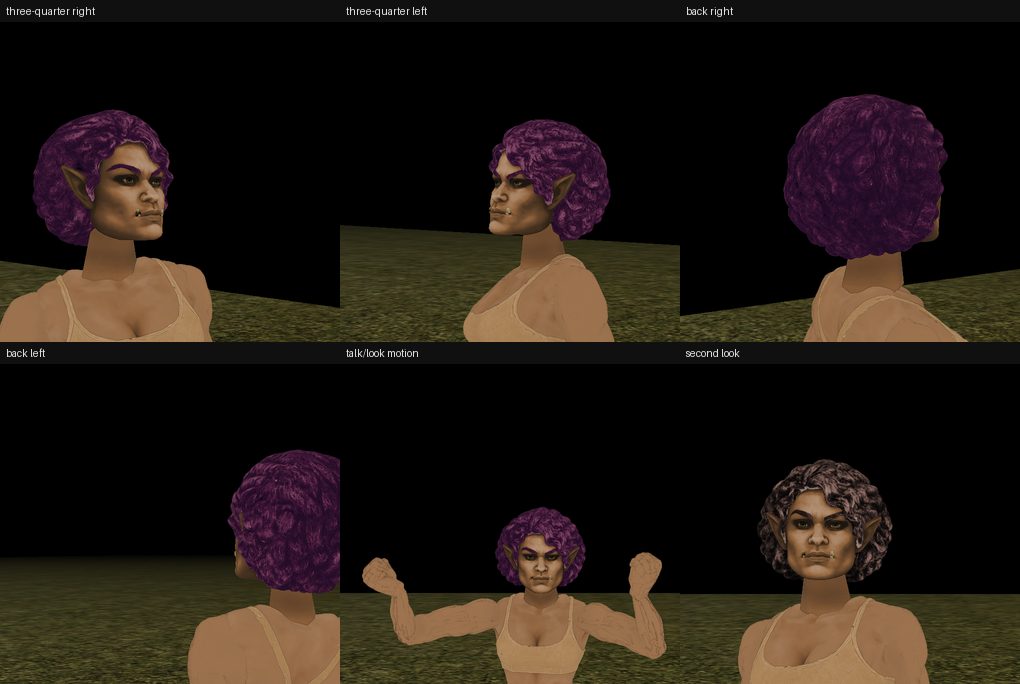 three-quarter right
three-quarter left
back right
back left
talk/look motion
second look